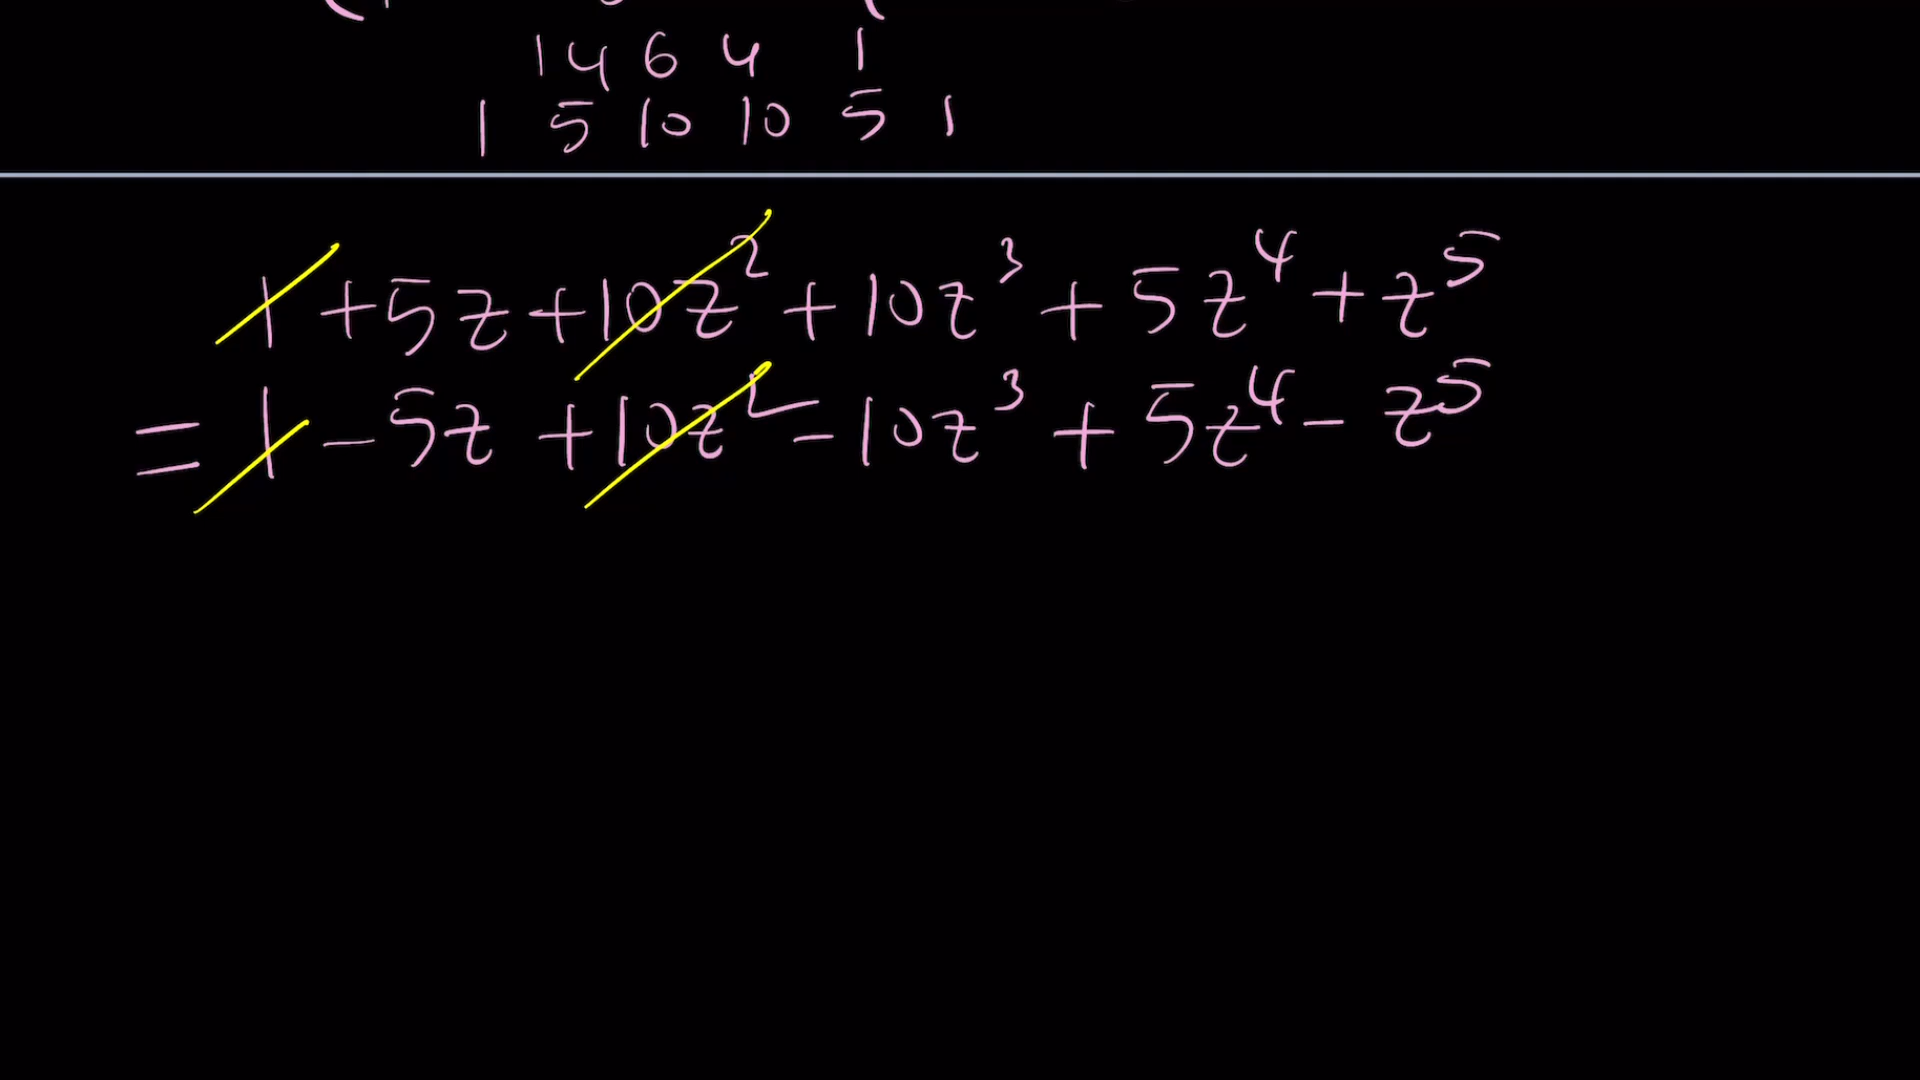 1 4 6 4 1
1 5 10 10 5 1
1 + 5z + 10z² + 10z³ + 5z⁴ + z⁵
= 1 - 5z + 10z² - 10z³ + 5z⁴ - z⁵